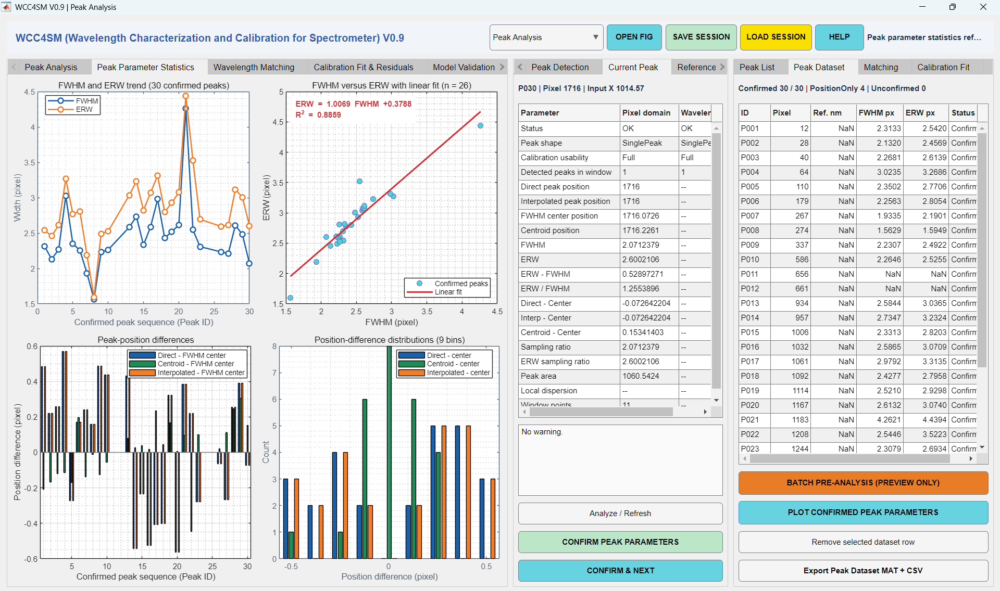 WCC4SM V0.9 | Peak Analysis
WCC4SM (Wavelength Characterization and Calibration for Spectrometer) V0.9
Peak Analysis
OPEN FIG
SAVE SESSION
LOAD SESSION
HELP
Peak parameter statistics ref...
Peak Analysis
Peak Parameter Statistics
Wavelength Matching
Calibration Fit & Residuals
Model Validation
FWHM and ERW trend (30 confirmed peaks)
FWHM
ERW
4.5
4
3.5
3
2.5
2
1.5
Width (pixel)
0 5 10 15 20 25 30
Confirmed peak sequence (Peak ID)
FWHM versus ERW with linear fit (n = 26)
ERW = 1.0069 FWHM +0.3788
R² = 0.8859
5
4.5
4
3.5
3
2.5
2
1.5
ERW (pixel)
Confirmed peaks
Linear fit
1.5 2 2.5 3 3.5 4 4.5
FWHM (pixel)
Peak-position differences
Direct - FWHM center
Centroid - FWHM center
Interpolated - FWHM center
0.6
0.4
0.2
0
-0.2
-0.4
-0.6
Position difference (pixel)
5 10 15 20 25 30
Confirmed peak sequence (Peak ID)
Position-difference distributions (9 bins)
Direct - center
Centroid - center
Interpolated - center
8
7
6
5
4
3
2
1
0
Count
-0.5 0 0.5
Position difference (pixel)
Peak Detection
Current Peak
Reference
P030 | Pixel 1716 | Input X 1014.57
Parameter Pixel domain Waveler
Status OK OK
Peak shape SinglePeak SinglePe
Calibration usability Full Full
Detected peaks in window 1 1
Direct peak position 1716 --
Interpolated peak position 1716 --
FWHM center position 1716.0726 --
Centroid position 1716.2261 --
FWHM 2.0712379 --
ERW 2.6002106 --
ERW - FWHM 0.52897271 --
ERW / FWHM 1.2553896 --
Direct - Center -0.072642204 --
Interp - Center -0.072642204 --
Centroid - Center 0.15341403 --
Sampling ratio 2.0712379 --
ERW sampling ratio 2.6002106 --
Peak area 1060.5424 --
Local dispersion -- --
Window points 11 --
No warning.
Analyze / Refresh
CONFIRM PEAK PARAMETERS
CONFIRM & NEXT
Peak List
Peak Dataset
Matching
Calibration Fit
Confirmed 30 / 30 | PositionOnly 4 | Unconfirmed 0
ID Pixel Ref. nm FWHM px ERW px Status
P001 12 NaN 2.3133 2.5420 Confirm
P002 28 NaN 2.1320 2.4569 Confirm
P003 40 NaN 2.2681 2.6139 Confirm
P004 64 NaN 3.0235 3.2686 Confirm
P005 110 NaN 2.3502 2.7706 Confirm
P006 179 NaN 2.2563 2.8054 Confirm
P007 267 NaN 1.9335 2.1901 Confirm
P008 274 NaN 1.5629 1.5949 Confirm
P009 337 NaN 2.2307 2.4922 Confirm
P010 586 NaN 2.2646 2.5255 Confirm
P011 656 NaN NaN NaN Confirm
P012 661 NaN NaN NaN Confirm
P013 934 NaN 2.5844 3.0365 Confirm
P014 957 NaN 2.7347 3.2324 Confirm
P015 1006 NaN 2.3313 2.8203 Confirm
P016 1032 NaN 2.5865 3.0709 Confirm
P017 1061 NaN 2.9792 3.3135 Confirm
P018 1092 NaN 2.4277 2.7958 Confirm
P019 1114 NaN 2.5210 2.9298 Confirm
P020 1167 NaN 2.6132 3.0740 Confirm
P021 1183 NaN 4.2621 4.4394 Confirm
P022 1208 NaN 2.5446 3.5223 Confirm
P023 1244 NaN 2.3079 2.6934 Confirm
BATCH PRE-ANALYSIS (PREVIEW ONLY)
PLOT CONFIRMED PEAK PARAMETERS
Remove selected dataset row
Export Peak Dataset MAT + CSV